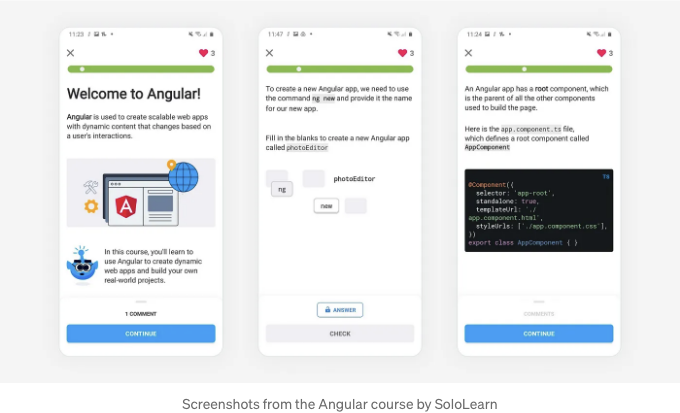 11:23
3
Welcome to Angular!
Angular is used to create scalable web apps
with dynamic content that changes based on
a user's interactions.
A
In this course, you'll learn to
use Angular to create dynamic
web apps and build your own
real-world projects.
1 COMMENT
CONTINUE
11:47
3
To create a new Angular app, we need to use
the command ng new and provide it the name
for our new app.
Fill in the blanks to create a new Angular app
called photoEditor
photoEditor
ng
new
ANSWER
CHECK
11:24
3
An Angular app has a root component, which
is the parent of all the other components
used to build the page.
Here is the app.component.ts file,
which defines a root component called
AppComponent
TS
@Component({
selector: 'app-root',
standalone: true,
templateUrl: './
app.component.html',
styleUrls: ['./app.component.css'],
})
export class AppComponent { }
COMMENTS
CONTINUE
Screenshots from the Angular course by SoloLearn